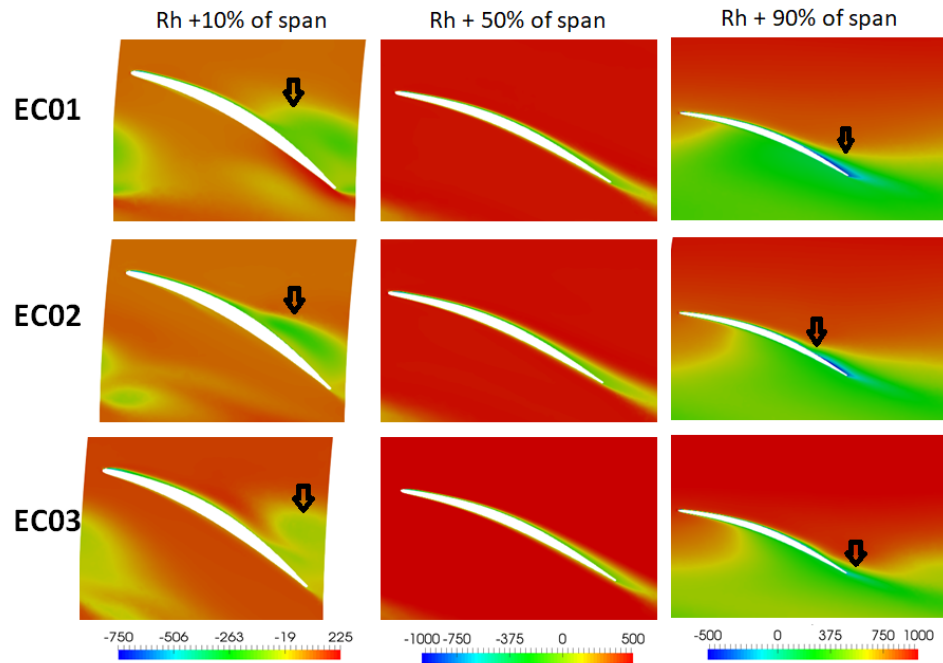 Rh +10% of span
Rh + 50% of span
Rh + 90% of span
EC01
EC02
EC03
-750 -506 -263 -19 225
-1000 -750 -375 0 500
-500 0 375 750 1000